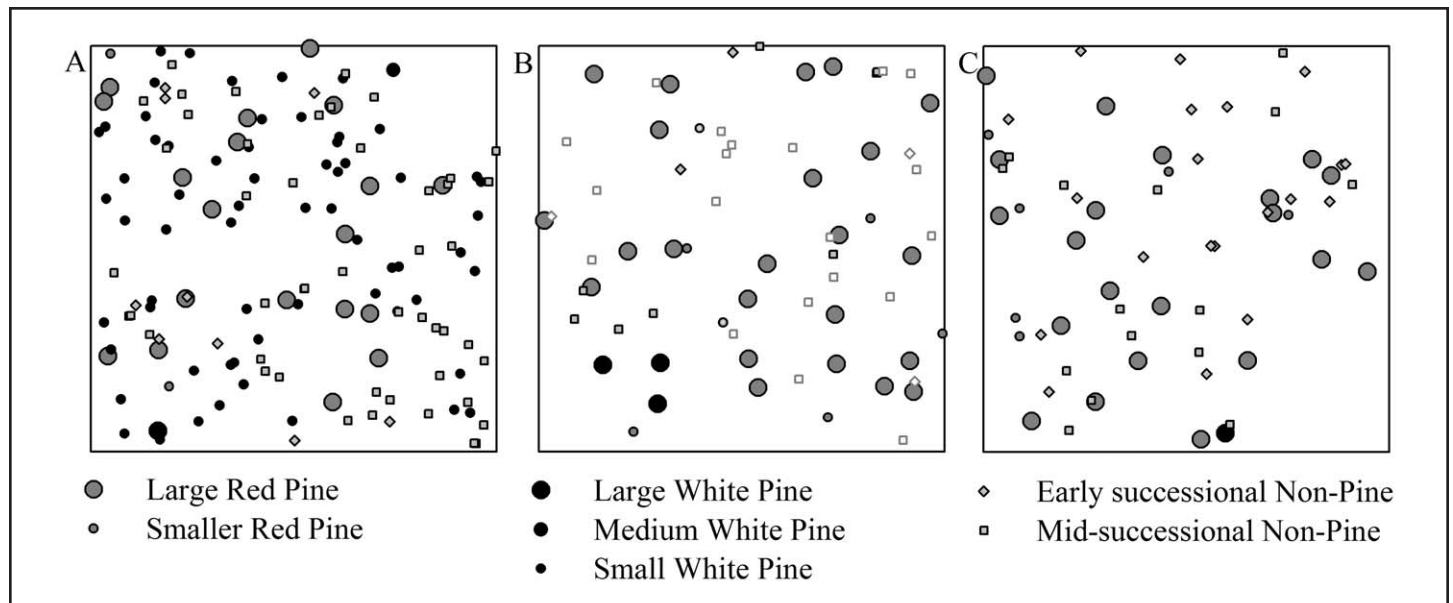 A
B
C
Large Red Pine
Smaller Red Pine
Large White Pine
Medium White Pine
Small White Pine
Early successional Non-Pine
Mid-successional Non-Pine